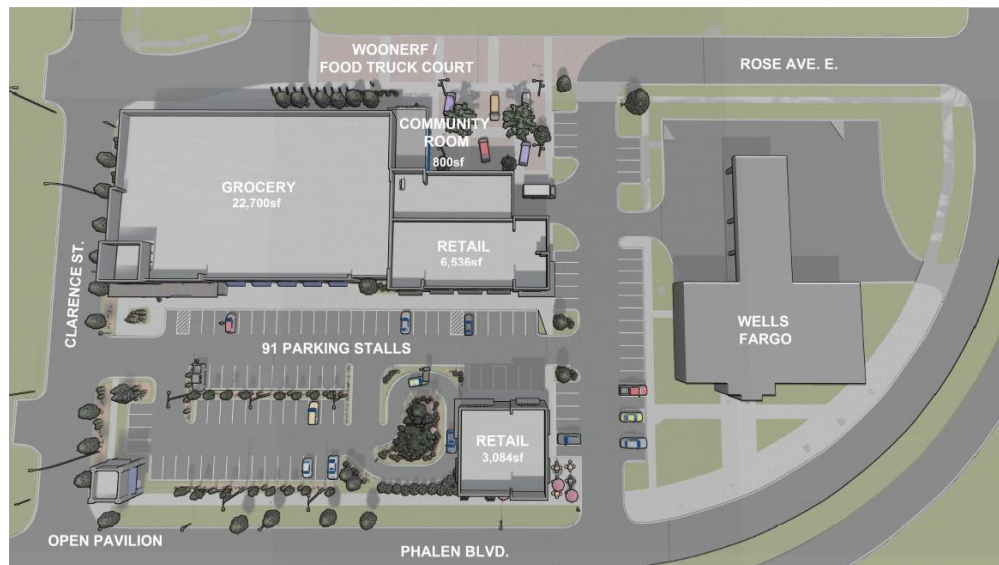 WOONERF /
FOOD TRUCK COURT
ROSE AVE. E.
COMMUNITY
ROOM
800sf
GROCERY
22,700sf
RETAIL
6,536sf
CLARENCE ST.
WELLS
FARGO
91 PARKING STALLS
RETAIL
3,084sf
OPEN PAVILION
PHALEN BLVD.